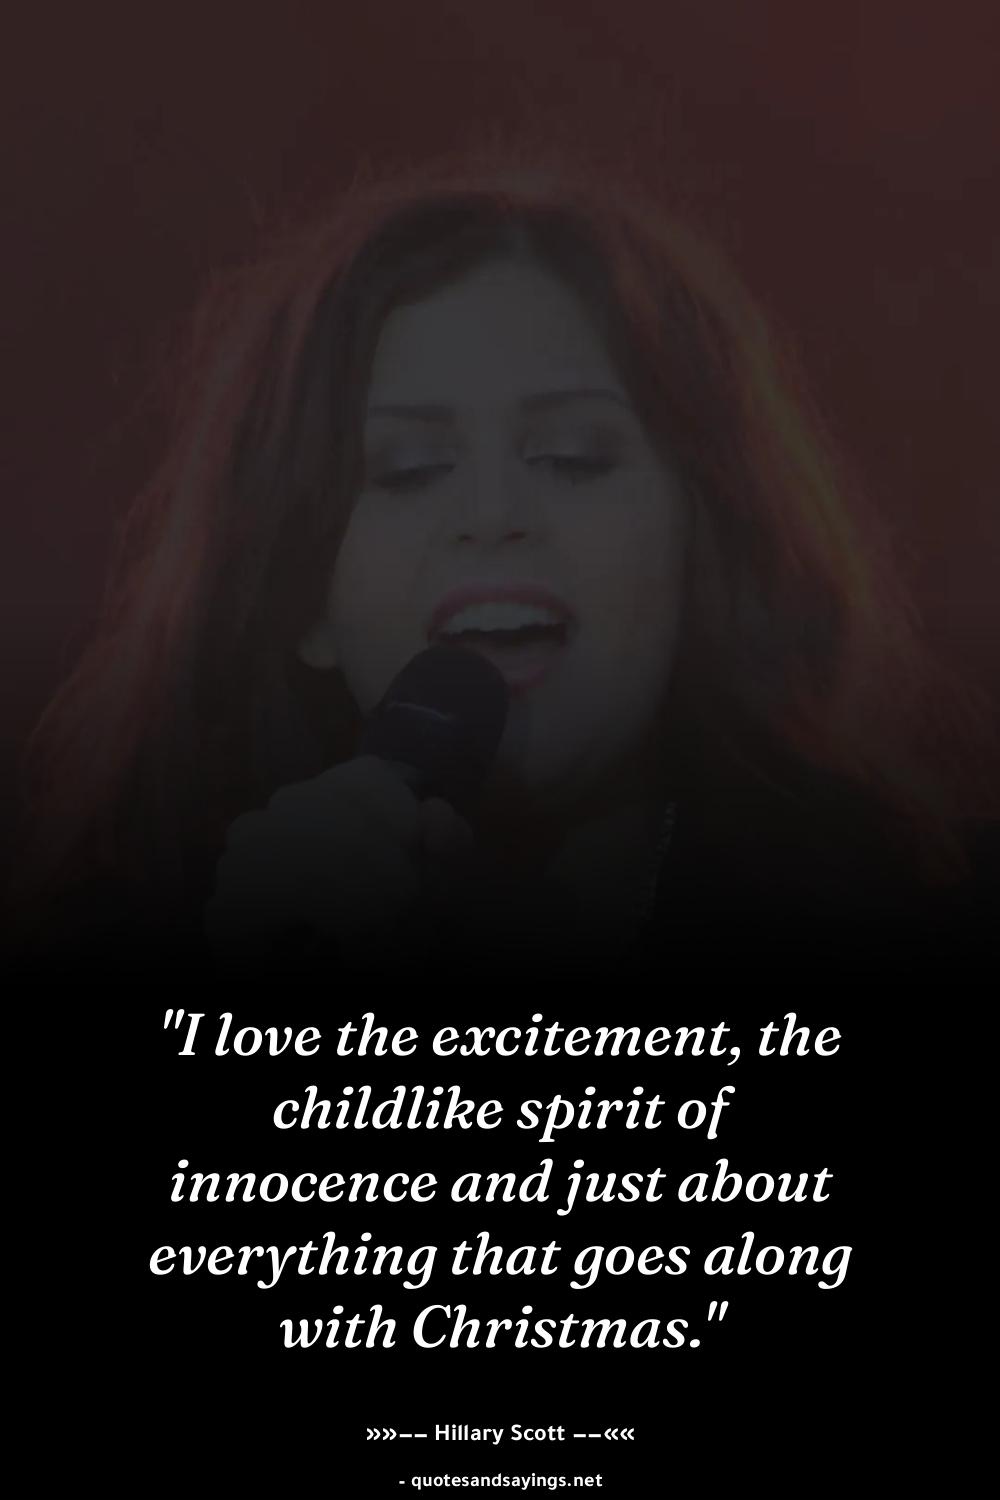 "I love the excitement, the
childlike spirit of
innocence and just about
everything that goes along
with Christmas."
»»−− Hillary Scott −−««
- quotesandsayings.net